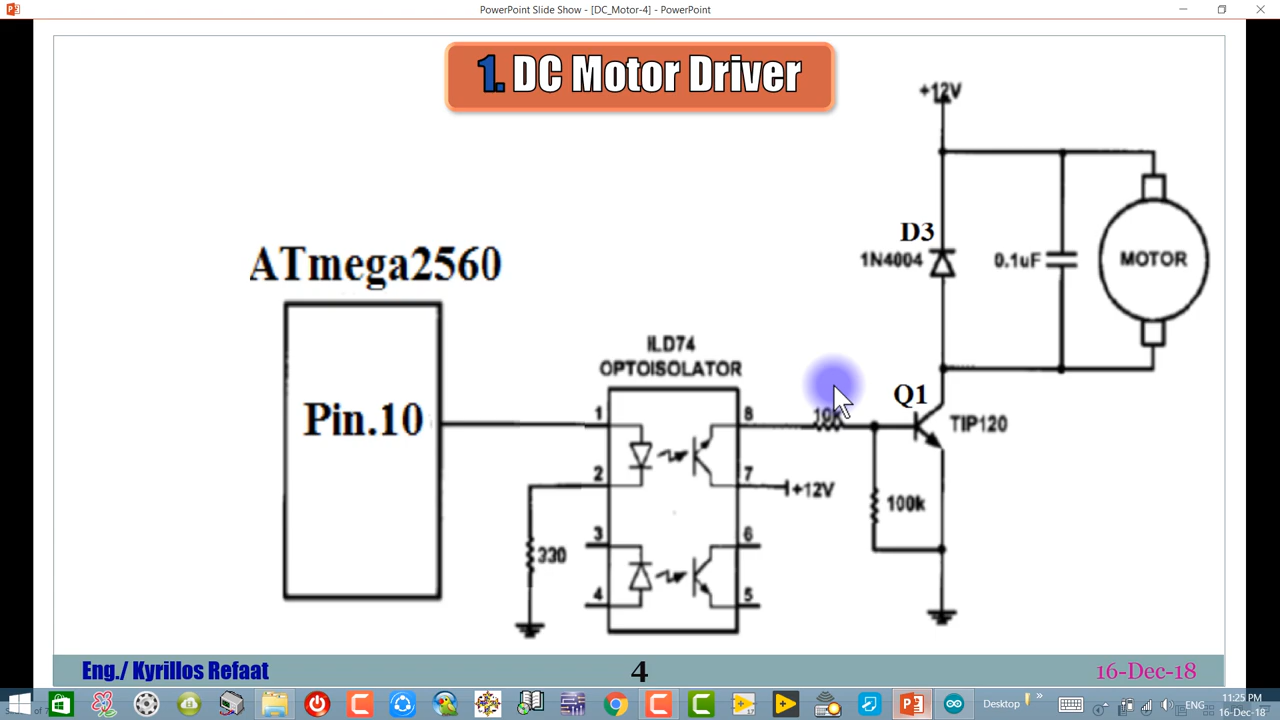 PowerPoint Slide Show - [DC_Motor-4] - PowerPoint
1. DC Motor Driver
+12V
D3
1N4004
0.1uF
MOTOR
ATmega2560
Pin.10
ILD74
OPTOISOLATOR
1
2
3
4
8
7
6
5
330
10k
+12V
Q1
TIP120
100k
Eng./ Kyrillos Refaat
4
16-Dec-18
Desktop
ENG
11:25 PM
16-Dec-18